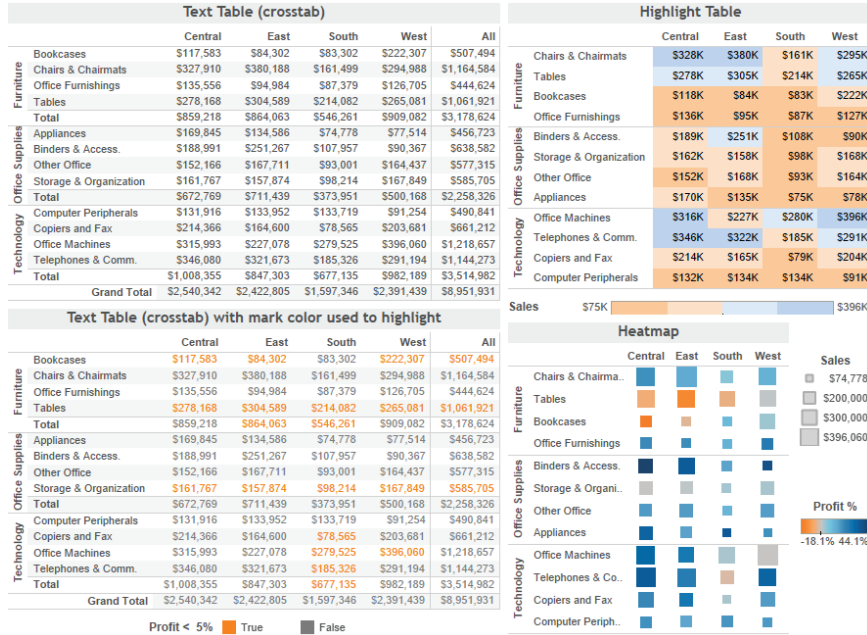 Text Table (crosstab)
Central East South West All
Furniture
Bookcases $117,583 $84,302 $83,302 $222,307 $507,494
Chairs & Chairmats $327,910 $380,188 $161,499 $294,988 $1,164,584
Office Furnishings $135,556 $94,984 $87,379 $126,705 $444,624
Tables $278,168 $304,589 $214,082 $265,081 $1,061,921
Total $859,218 $864,063 $546,261 $909,082 $3,178,624
Office Supplies
Appliances $169,845 $134,586 $74,778 $77,514 $456,723
Binders & Access. $188,991 $251,267 $107,957 $90,367 $638,582
Other Office $152,166 $167,711 $93,001 $164,437 $577,315
Storage & Organization $161,767 $157,874 $98,214 $167,849 $585,705
Total $672,769 $711,439 $373,951 $500,168 $2,258,326
Technology
Computer Peripherals $131,916 $133,952 $133,719 $91,254 $490,841
Copiers and Fax $214,366 $164,600 $78,565 $203,681 $661,212
Office Machines $315,993 $227,078 $279,525 $396,060 $1,218,657
Telephones & Comm. $346,080 $321,673 $185,326 $291,194 $1,144,273
Total $1,008,355 $847,303 $677,135 $982,189 $3,514,982
Grand Total $2,540,342 $2,422,805 $1,597,346 $2,391,439 $8,951,931
Highlight Table
Central East South West
Furniture
Chairs & Chairmats $328K $380K $161K $295K
Tables $278K $305K $214K $265K
Bookcases $118K $84K $83K $222K
Office Furnishings $136K $95K $87K $127K
Office Supplies
Binders & Access. $189K $251K $108K $90K
Storage & Organization $162K $158K $98K $168K
Other Office $152K $168K $93K $164K
Appliances $170K $135K $75K $78K
Technology
Office Machines $316K $227K $280K $396K
Telephones & Comm. $346K $322K $185K $291K
Copiers and Fax $214K $165K $79K $204K
Computer Peripherals $132K $134K $134K $91K
Sales $75K $396K
Text Table (crosstab) with mark color used to highlight
Central East South West All
Furniture
Bookcases $117,583 $84,302 $83,302 $222,307 $507,494
Chairs & Chairmats $327,910 $380,188 $161,499 $294,988 $1,164,584
Office Furnishings $135,556 $94,984 $87,379 $126,705 $444,624
Tables $278,168 $304,589 $214,082 $265,081 $1,061,921
Total $859,218 $864,063 $546,261 $909,082 $3,178,624
Office Supplies
Appliances $169,845 $134,586 $74,778 $77,514 $456,723
Binders & Access. $188,991 $251,267 $107,957 $90,367 $638,582
Other Office $152,166 $167,711 $93,001 $164,437 $577,315
Storage & Organization $161,767 $157,874 $98,214 $167,849 $585,705
Total $672,769 $711,439 $373,951 $500,168 $2,258,326
Technology
Computer Peripherals $131,916 $133,952 $133,719 $91,254 $490,841
Copiers and Fax $214,366 $164,600 $78,565 $203,681 $661,212
Office Machines $315,993 $227,078 $279,525 $396,060 $1,218,657
Telephones & Comm. $346,080 $321,673 $185,326 $291,194 $1,144,273
Total $1,008,355 $847,303 $677,135 $982,189 $3,514,982
Grand Total $2,540,342 $2,422,805 $1,597,346 $2,391,439 $8,951,931
Profit < 5% True False
Heatmap
Central East South West
Furniture
Chairs & Chairma..
Tables
Bookcases
Office Furnishings
Office Supplies
Binders & Access.
Storage & Organi..
Other Office
Appliances
Technology
Office Machines
Telephones & Co..
Copiers and Fax
Computer Periph..
Sales
$74,778
$200,000
$300,000
$396,060
Profit %
-18.1% 44.1%